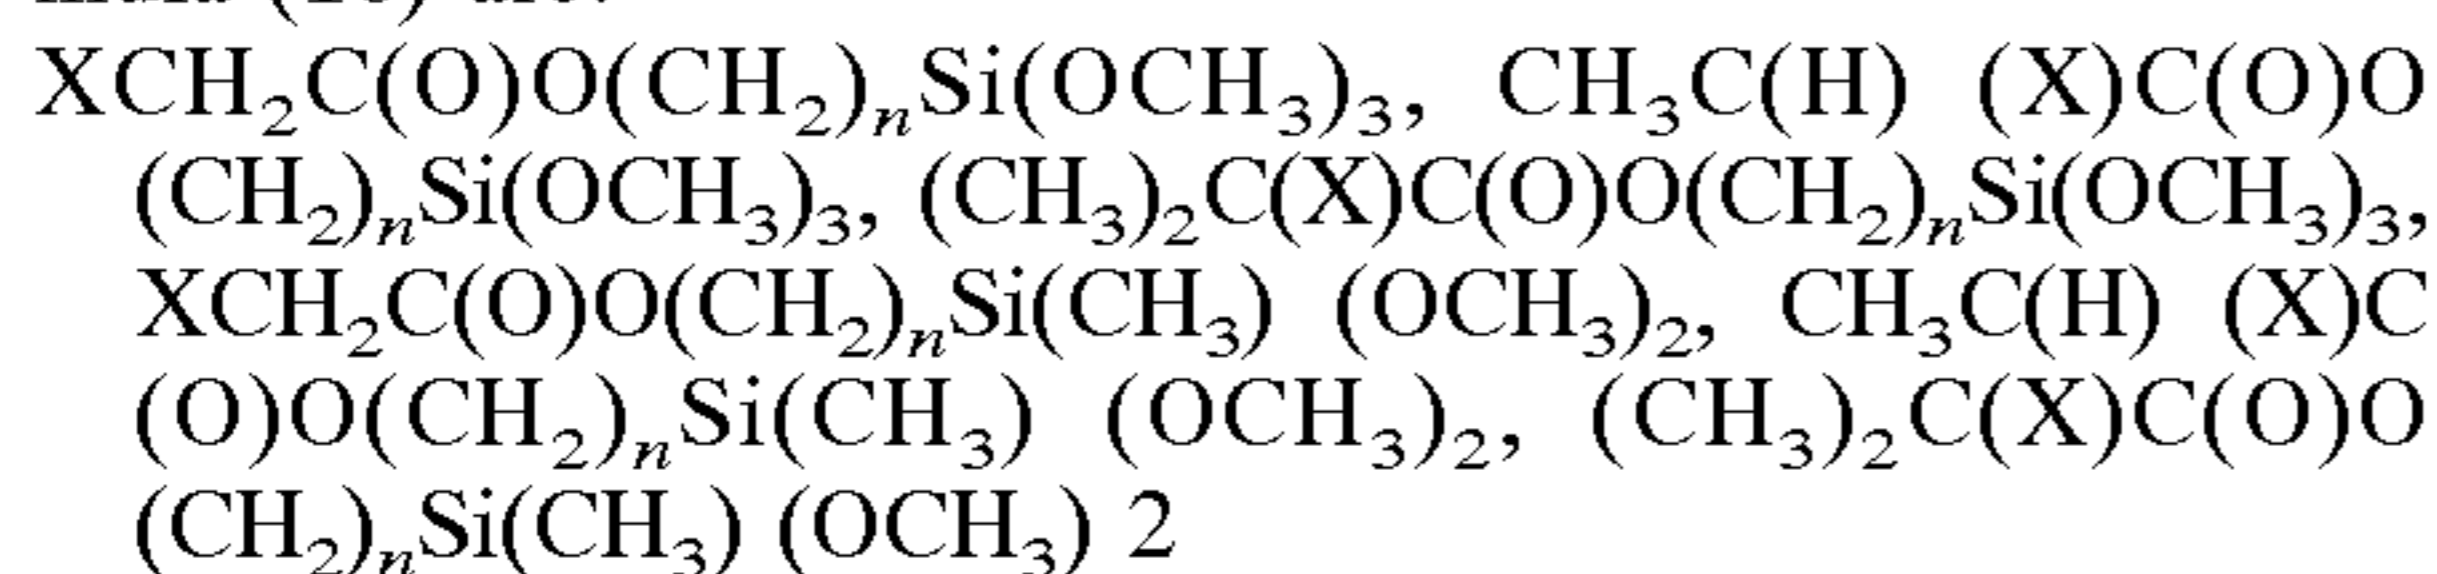 XCH₂C(O)O(CH₂)ₙSi(OCH₃)₃, CH₃C(H) (X)C(O)O
(CH₂)ₙSi(OCH₃)₃, (CH₃)₂C(X)C(O)O(CH₂)ₙSi(OCH₃)₃,
XCH₂C(O)O(CH₂)ₙSi(CH₃) (OCH₃)₂, CH₃C(H) (X)C
(O)O(CH₂)ₙSi(CH₃) (OCH₃)₂, (CH₃)₂C(X)C(O)O
(CH₂)ₙSi(CH₃) (OCH₃) 2